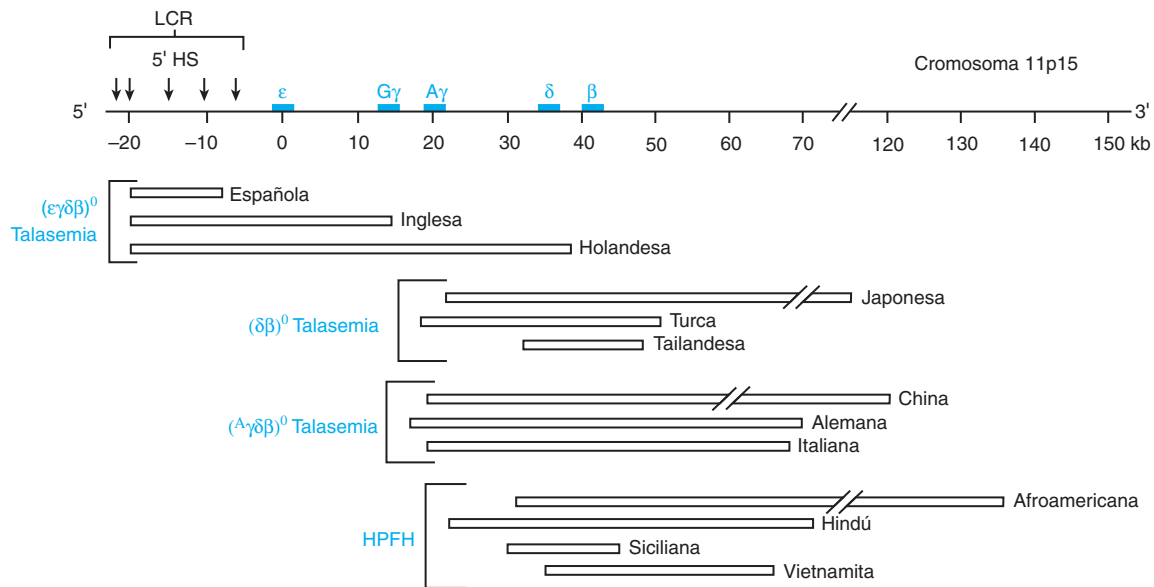 LCR
5' HS
Cromosoma 11p15
ε Gγ Aγ δ β
5' 3'
–20 –10 0 10 20 30 40 50 60 70 120 130 140 150 kb
(εγδβ)⁰
Talasemia
Española
Inglesa
Holandesa
(δβ)⁰ Talasemia
Japonesa
Turca
Tailandesa
(ᴬγδβ)⁰ Talasemia
China
Alemana
Italiana
HPFH
Afroamericana
Hindú
Siciliana
Vietnamita